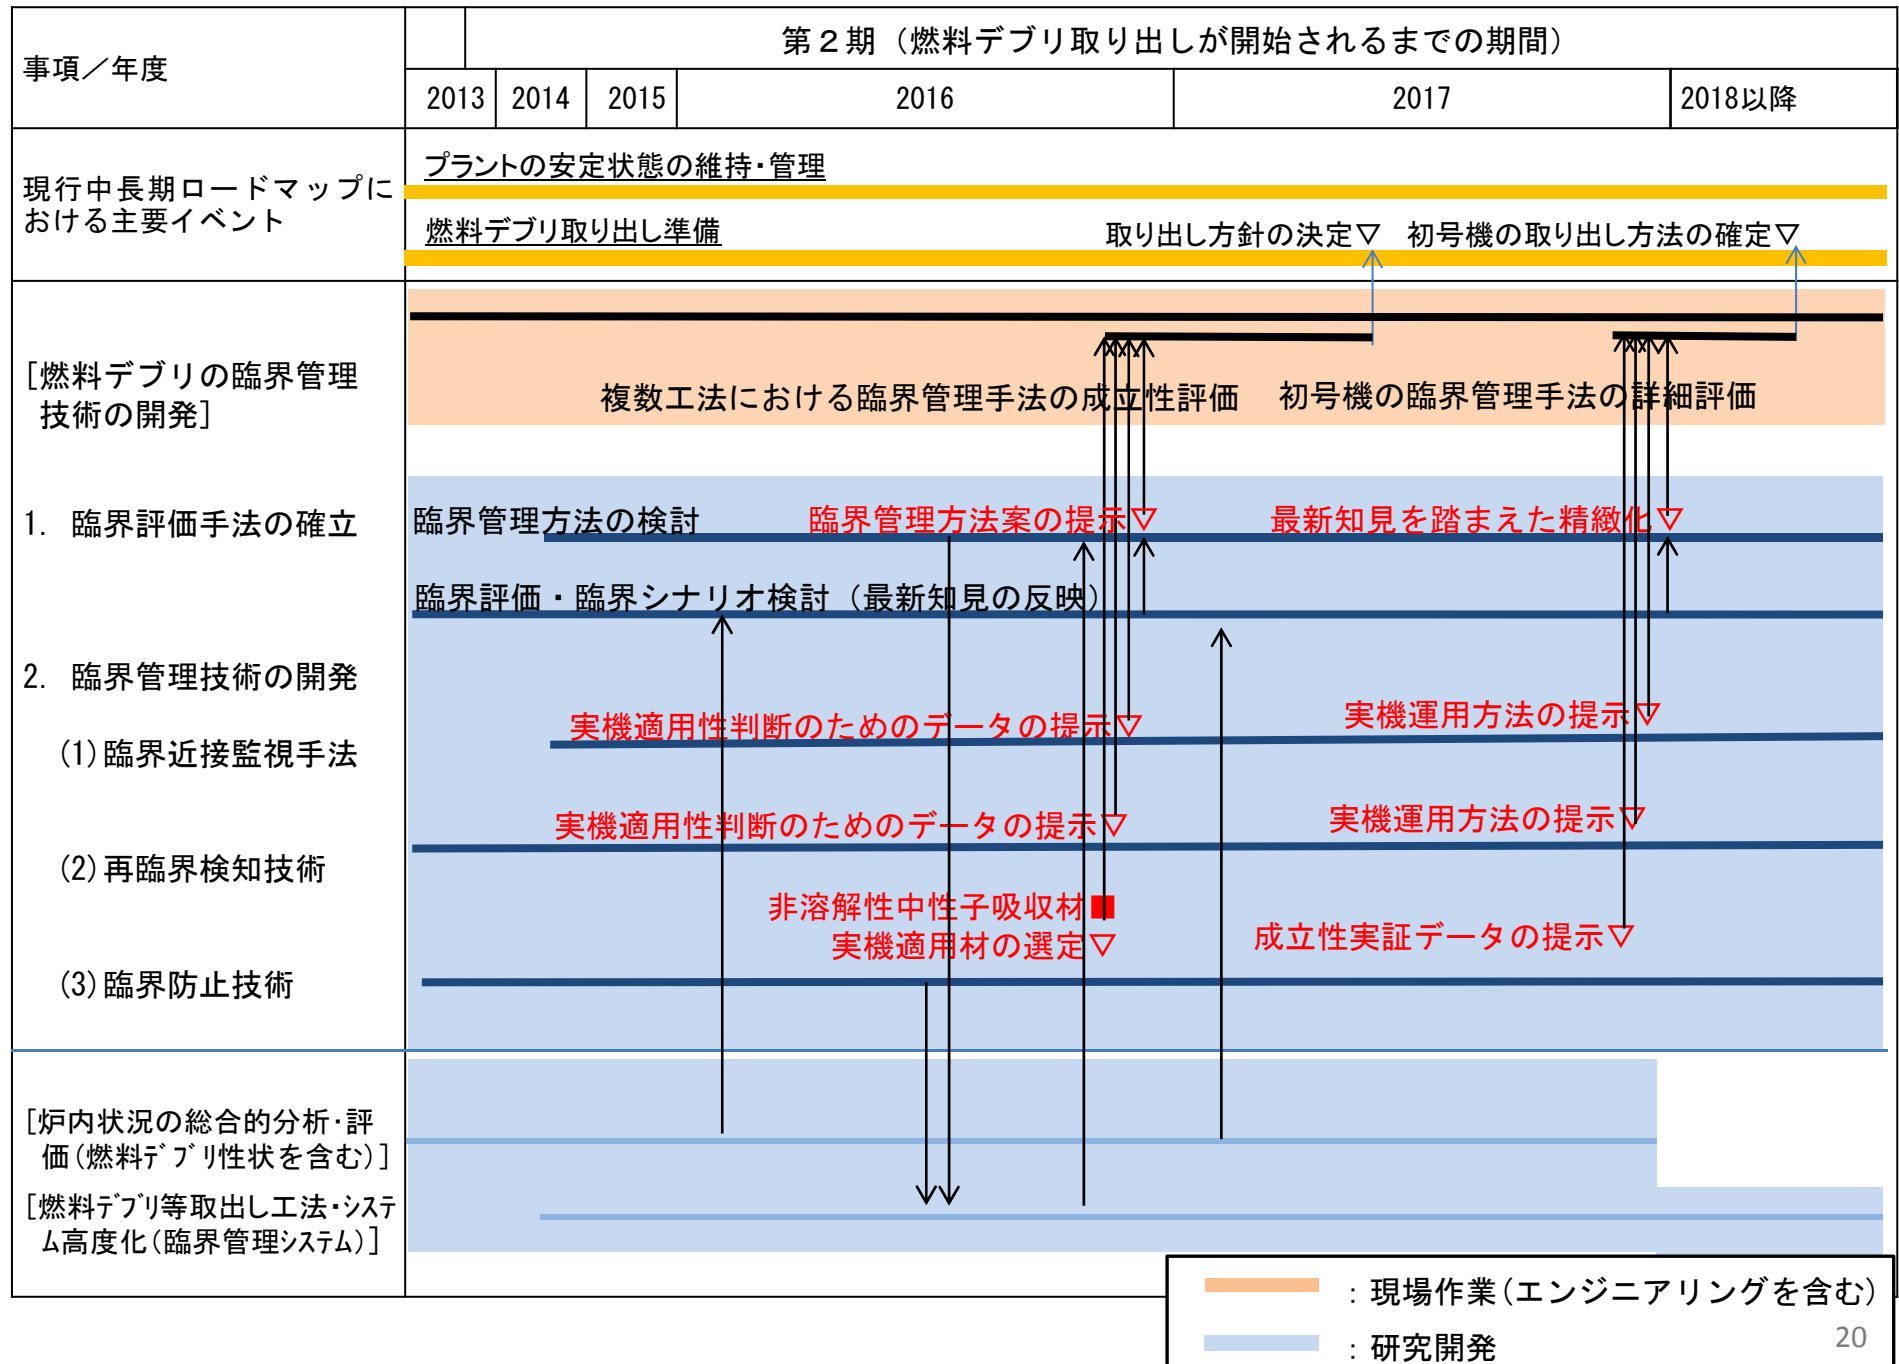 事項／年度
第２期（燃料デブリ取り出しが開始されるまでの期間）
2013
2014
2015
2016
2017
2018以降
現行中長期ロードマップに
おける主要イベント
プラントの安定状態の維持・管理
燃料デブリ取り出し準備
取り出し方針の決定▽
初号機の取り出し方法の確定▽
[燃料デブリの臨界管理
技術の開発]
複数工法における臨界管理手法の成立性評価
初号機の臨界管理手法の詳細評価
1. 臨界評価手法の確立
臨界管理方法の検討
臨界管理方法案の提示▽
最新知見を踏まえた精緻化▽
臨界評価・臨界シナリオ検討（最新知見の反映）
2. 臨界管理技術の開発
実機適用性判断のためのデータの提示▽
実機運用方法の提示▽
(1)臨界近接監視手法
実機適用性判断のためのデータの提示▽
実機運用方法の提示▽
(2)再臨界検知技術
非溶解性中性子吸収材■
実機適用材の選定▽
成立性実証データの提示▽
(3)臨界防止技術
[炉内状況の総合的分析・評
価(燃料ﾃﾞﾌﾞﾘ性状を含む)]
[燃料ﾃﾞﾌﾞﾘ等取出し工法・ｼｽﾃ
ﾑ高度化(臨界管理ｼｽﾃﾑ)]
：現場作業(エンジニアリングを含む)
：研究開発
20